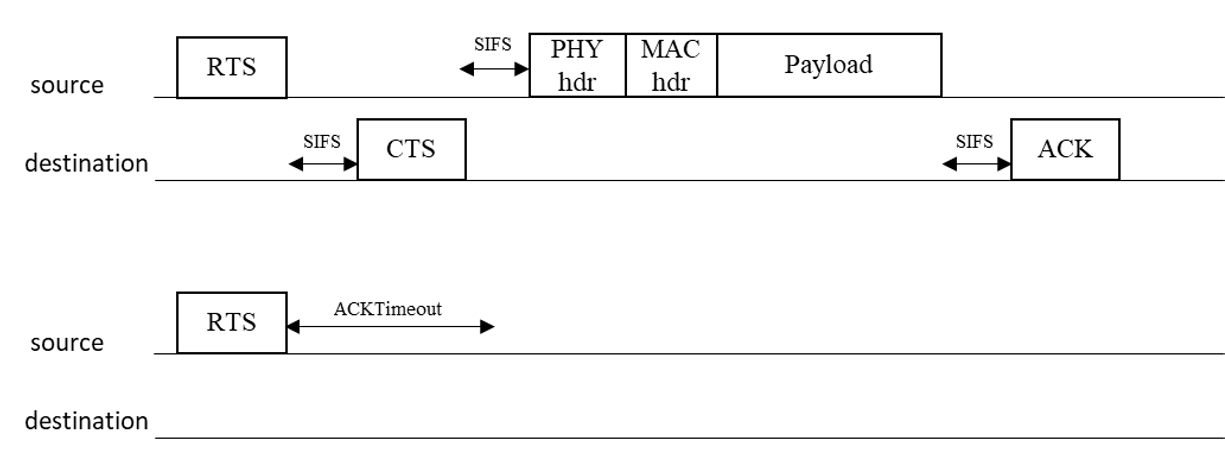 SIFS
PHY
MAC
RTS
Payload
hdr
hdr
source
SIFS
CTS
SIFS
ACK
destination
ACKTimeout
RTS
source
destination